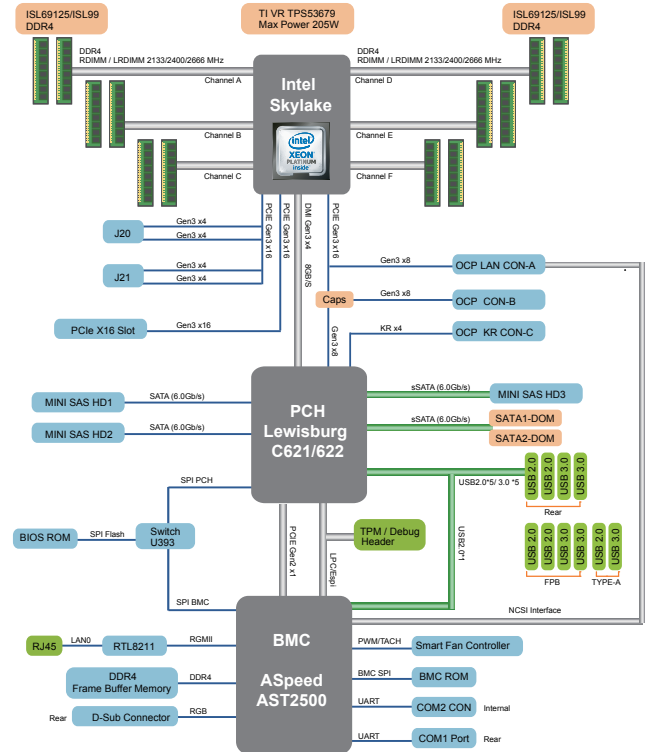 ISL69125/ISL99
DDR4
TI VR TPS53679
Max Power 205W
ISL69125/ISL99
DDR4
DDR4
RDIMM / LRDIMM 2133/2400/2666 MHz
DDR4
RDIMM / LRDIMM 2133/2400/2666 MHz
Channel A
Intel
Skylake
Channel D
Channel B
Channel E
(intel)
XEON
PLATINUM
inside
Channel C
Channel F
PCIE Gen3 x16
PCIE Gen3 x16
DMI Gen3 x4
8GB/S
PCIE Gen3 x16
J20
Gen3 x4
Gen3 x4
J21
Gen3 x4
Gen3 x4
Gen3 x8
OCP LAN CON-A
Caps
Gen3 x8
OCP CON-B
PCIe X16 Slot
Gen3 x16
Gen3 x8
KR x4
OCP KR CON-C
MINI SAS HD1
SATA (6.0Gb/s)
PCH
Lewisburg
C621/622
sSATA (6.0Gb/s)
MINI SAS HD3
MINI SAS HD2
SATA (6.0Gb/s)
sSATA (6.0Gb/s)
SATA1-DOM
SATA2-DOM
SPI PCH
USB2.0*5/ 3.0 *5
USB 2.0
USB 2.0
USB 3.0
USB 3.0
Rear
BIOS ROM
SPI Flash
Switch
U393
PCIE Gen2 x1
LPC/Espi
TPM / Debug
Header
USB2.0*1
USB 2.0
USB 2.0
USB 3.0
USB 3.0
USB 2.0
USB 3.0
FPB
TYPE-A
SPI BMC
NCSI Interface
RJ45
LAN0
RTL8211
RGMII
BMC
ASpeed
AST2500
PWM/TACH
Smart Fan Controller
DDR4
Frame Buffer Memory
DDR4
BMC SPI
BMC ROM
Rear
D-Sub Connector
RGB
UART
COM2 CON
Internal
UART
COM1 Port
Rear